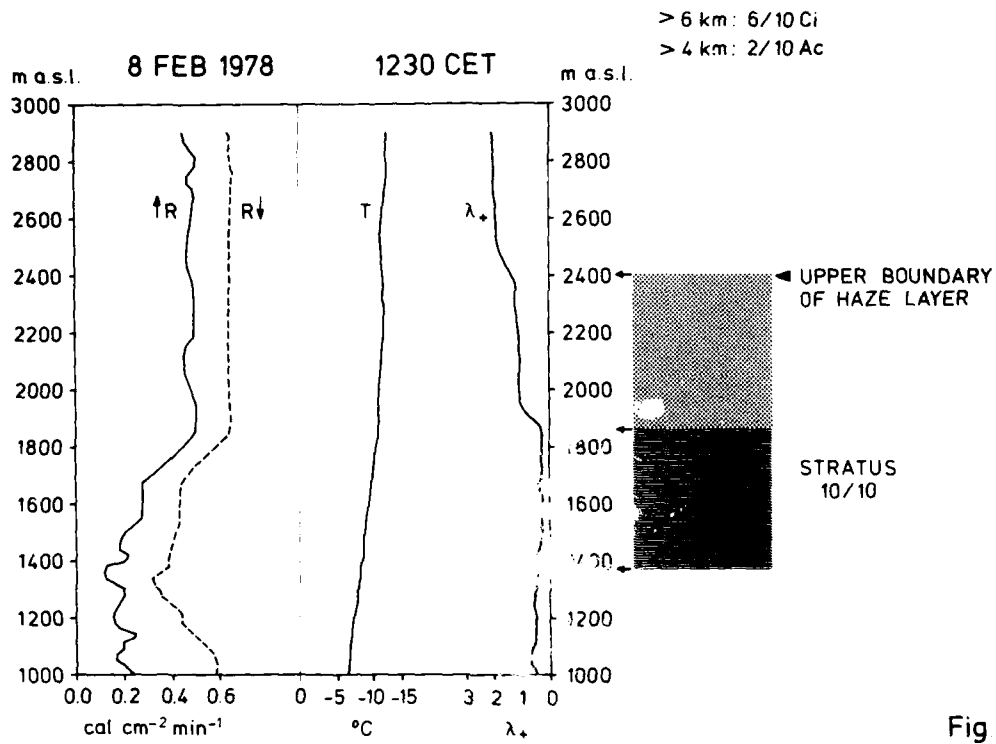 > 6 km: 6/10 Ci
> 4 km: 2/10 Ac
8 FEB 1978
1230 CET
m a.s.l.
m a.s.l.
3000
2800
2600
2400
2200
2000
1800
1600
1400
1200
1000
↑R
R↓
T
λ₊
3000
2800
2600
2400
2200
2000
1800
1600
1200
1000
UPPER BOUNDARY
OF HAZE LAYER
STRATUS
10/10
0.0 0.2 0.4 0.6 0 -5 -10 -15 3 2 1 0
cal cm⁻² min⁻¹
°C
λ₊
Fig